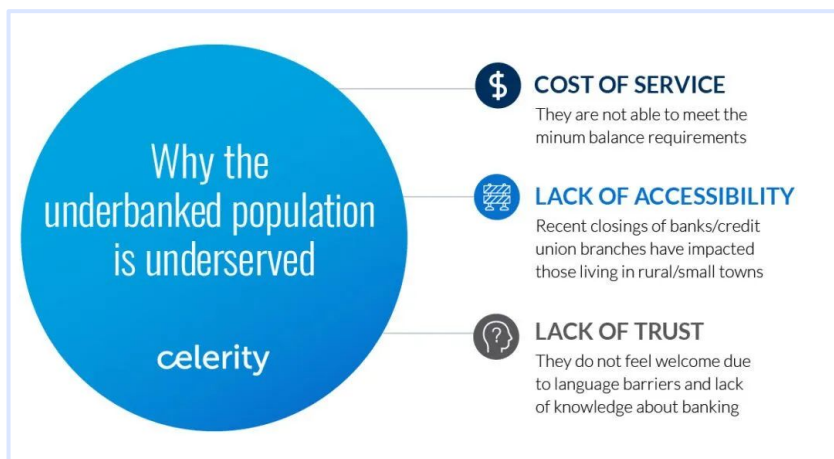 Why the
underbanked population
is underserved
celerity
$
COST OF SERVICE
They are not able to meet the
minum balance requirements
LACK OF ACCESSIBILITY
Recent closings of banks/credit
union branches have impacted
those living in rural/small towns
?
LACK OF TRUST
They do not feel welcome due
to language barriers and lack
of knowledge about banking